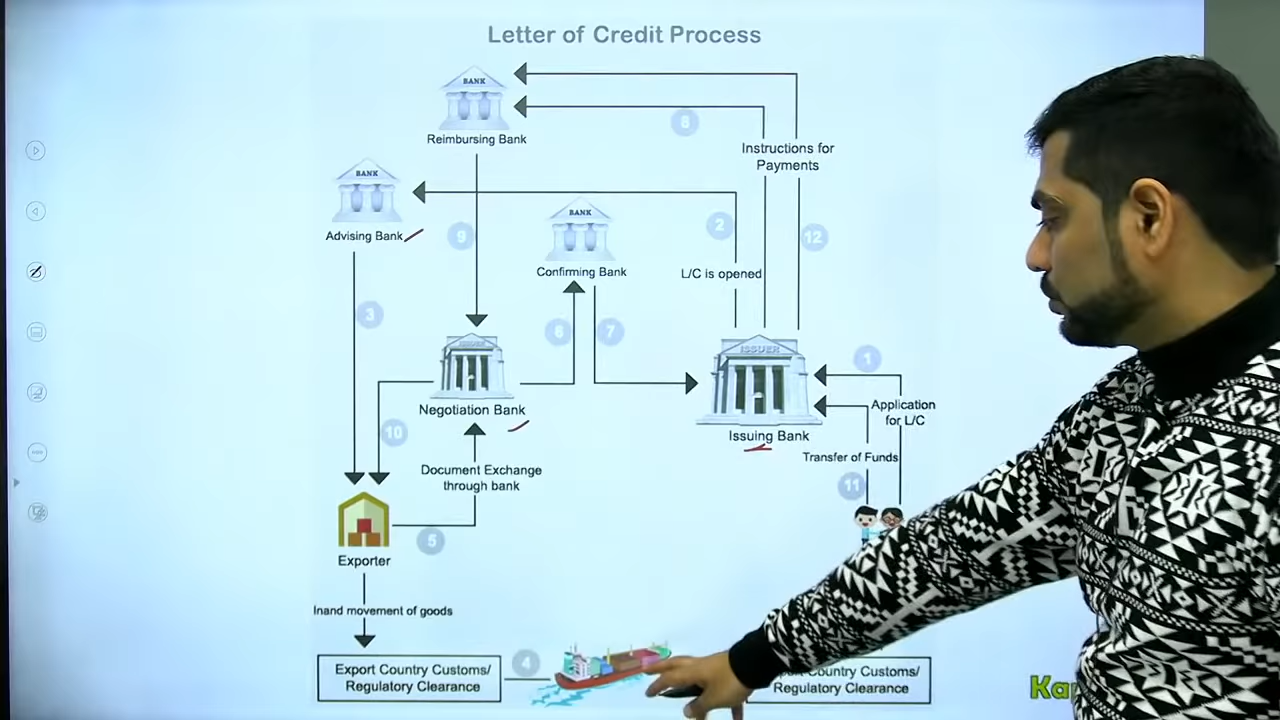 Letter of Credit Process
BANK
Reimbursing Bank
8
Instructions for
Payments
BANK
Advising Bank
2
BANK
9
12
Confirming Bank
L/C is opened
3
6
7
ISSUER
1
Negotiation Bank
10
Application
for L/C
Issuing Bank
Transfer of Funds
Document Exchange
through bank
11
5
Exporter
Inand movement of goods
Export Country Customs/
Regulatory Clearance
4
Country Customs/
Regulatory Clearance